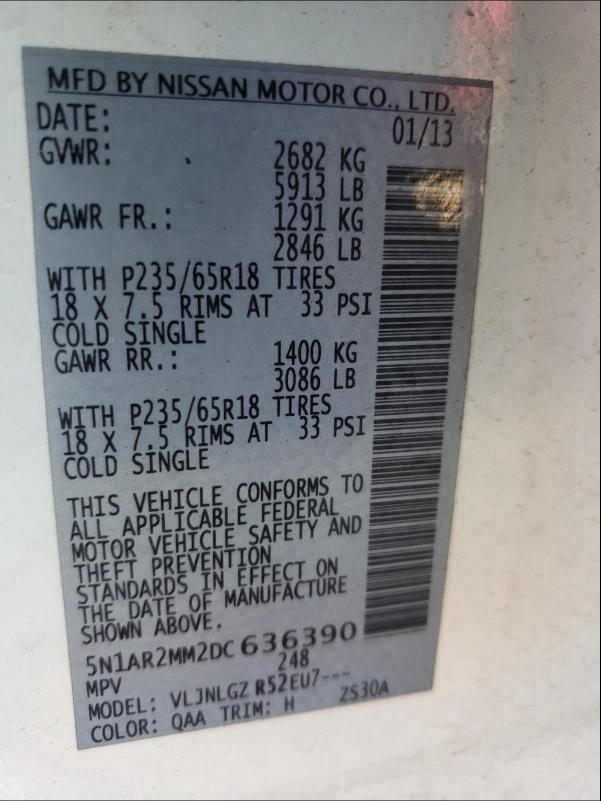 MFD BY NISSAN MOTOR CO., LTD.
DATE: 01/13
GVWR: 2682 KG
5913 LB
GAWR FR.: 1291 KG
2846 LB
WITH P235/65R18 TIRES
18 X 7.5 RIMS AT 33 PSI
COLD SINGLE
GAWR RR.: 1400 KG
3086 LB
WITH P235/65R18 TIRES
18 X 7.5 RIMS AT 33 PSI
COLD SINGLE
THIS VEHICLE CONFORMS TO
ALL APPLICABLE FEDERAL
MOTOR VEHICLE SAFETY AND
THEFT PREVENTION
STANDARDS IN EFFECT ON
THE DATE OF MANUFACTURE
SHOWN ABOVE.
5N1AR2MM2DC 636390
MPV 248
MODEL: VLJNLGZ R52EU7---
COLOR: QAA TRIM: H ZS30A